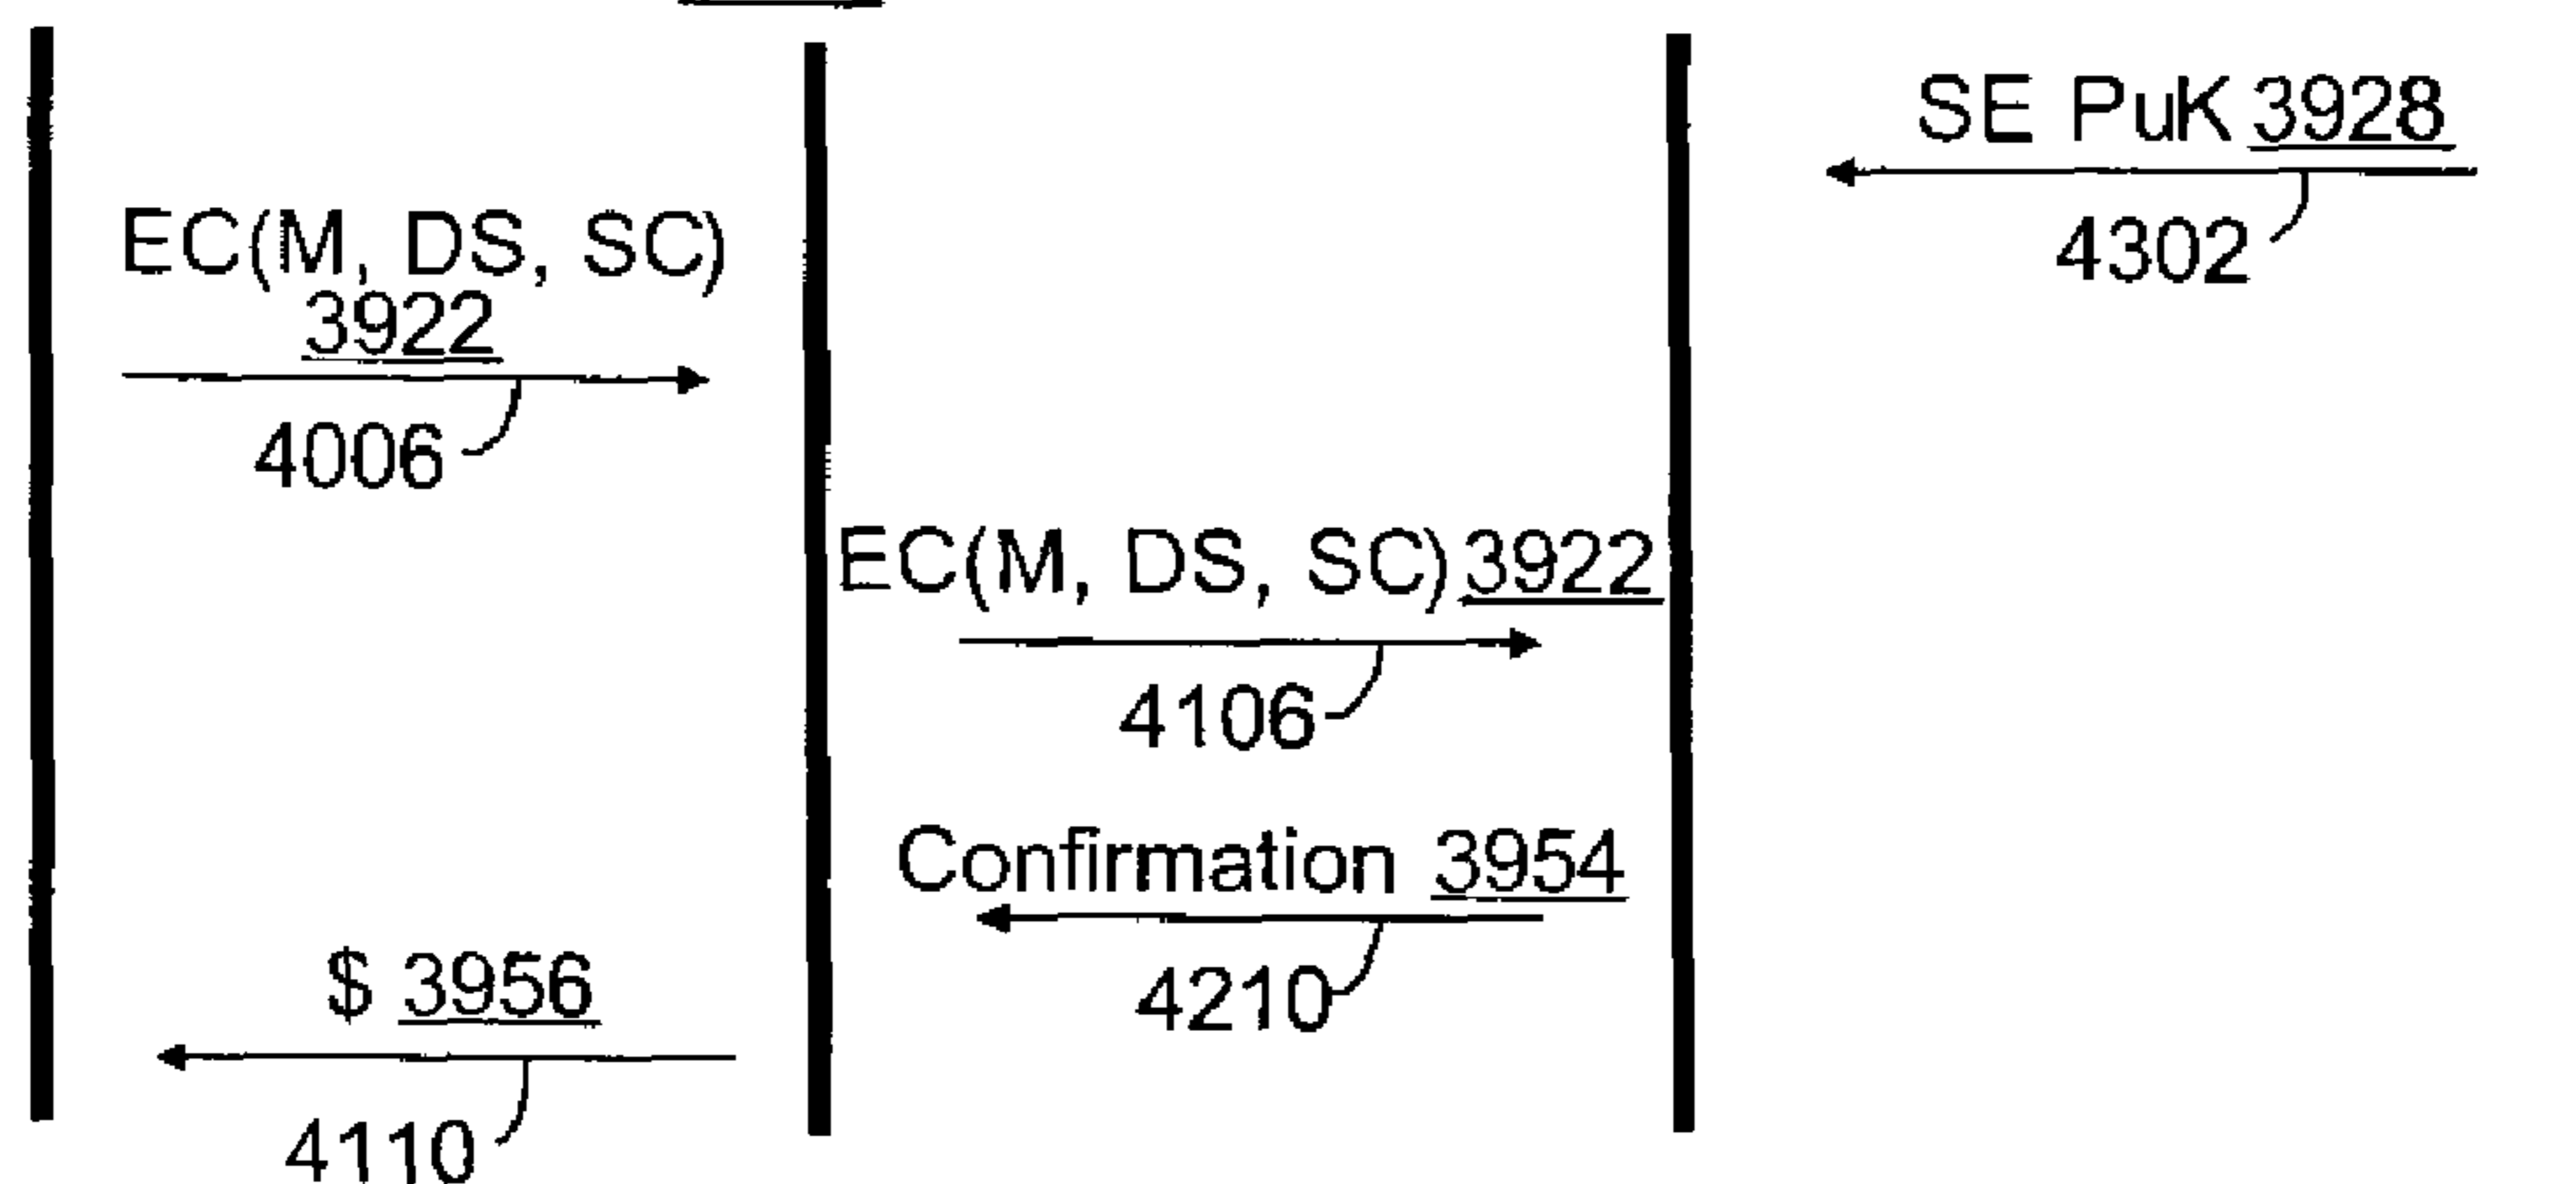 SE PuK 3928
4302
EC(M, DS, SC)
3922
4006
EC(M, DS, SC) 3922
4106
Confirmation 3954
4210
$ 3956
4110